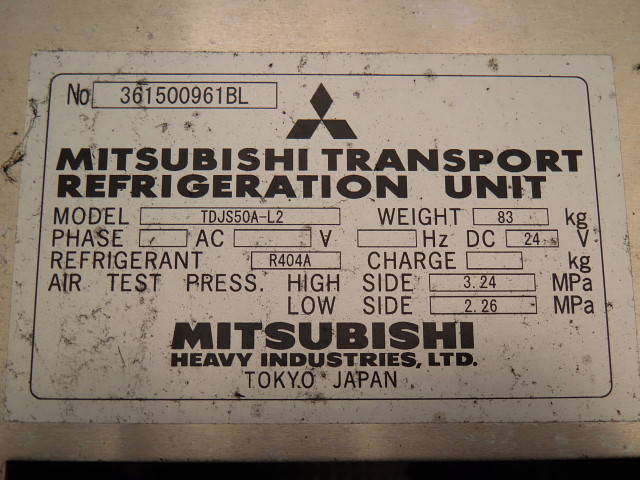 No 361500961BL
MITSUBISHI TRANSPORT
REFRIGERATION UNIT
MODEL TDJS50A-L2 WEIGHT 83 kg
PHASE AC V Hz DC 24 V
REFRIGERANT R404A CHARGE kg
AIR TEST PRESS. HIGH SIDE 3.24 MPa
LOW SIDE 2.26 MPa
MITSUBISHI
HEAVY INDUSTRIES, LTD.
TOKYO JAPAN